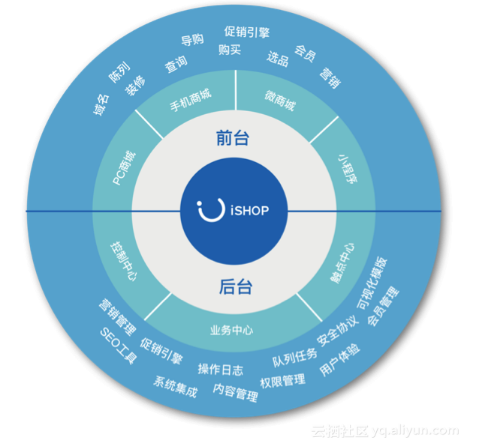 域名
陈列
装修
导购
查询
促销引擎
购买
会员
选品
营销
手机商城
微商城
PC商城
小程序
前台
iSHOP
后台
控制中心
业务中心
触点中心
营销管理
SEO工具
促销引擎
系统集成
操作日志
内容管理
队列任务
权限管理
安全协议
用户体验
可视化模版
会员管理
云栖社区 yq.aliyun.com